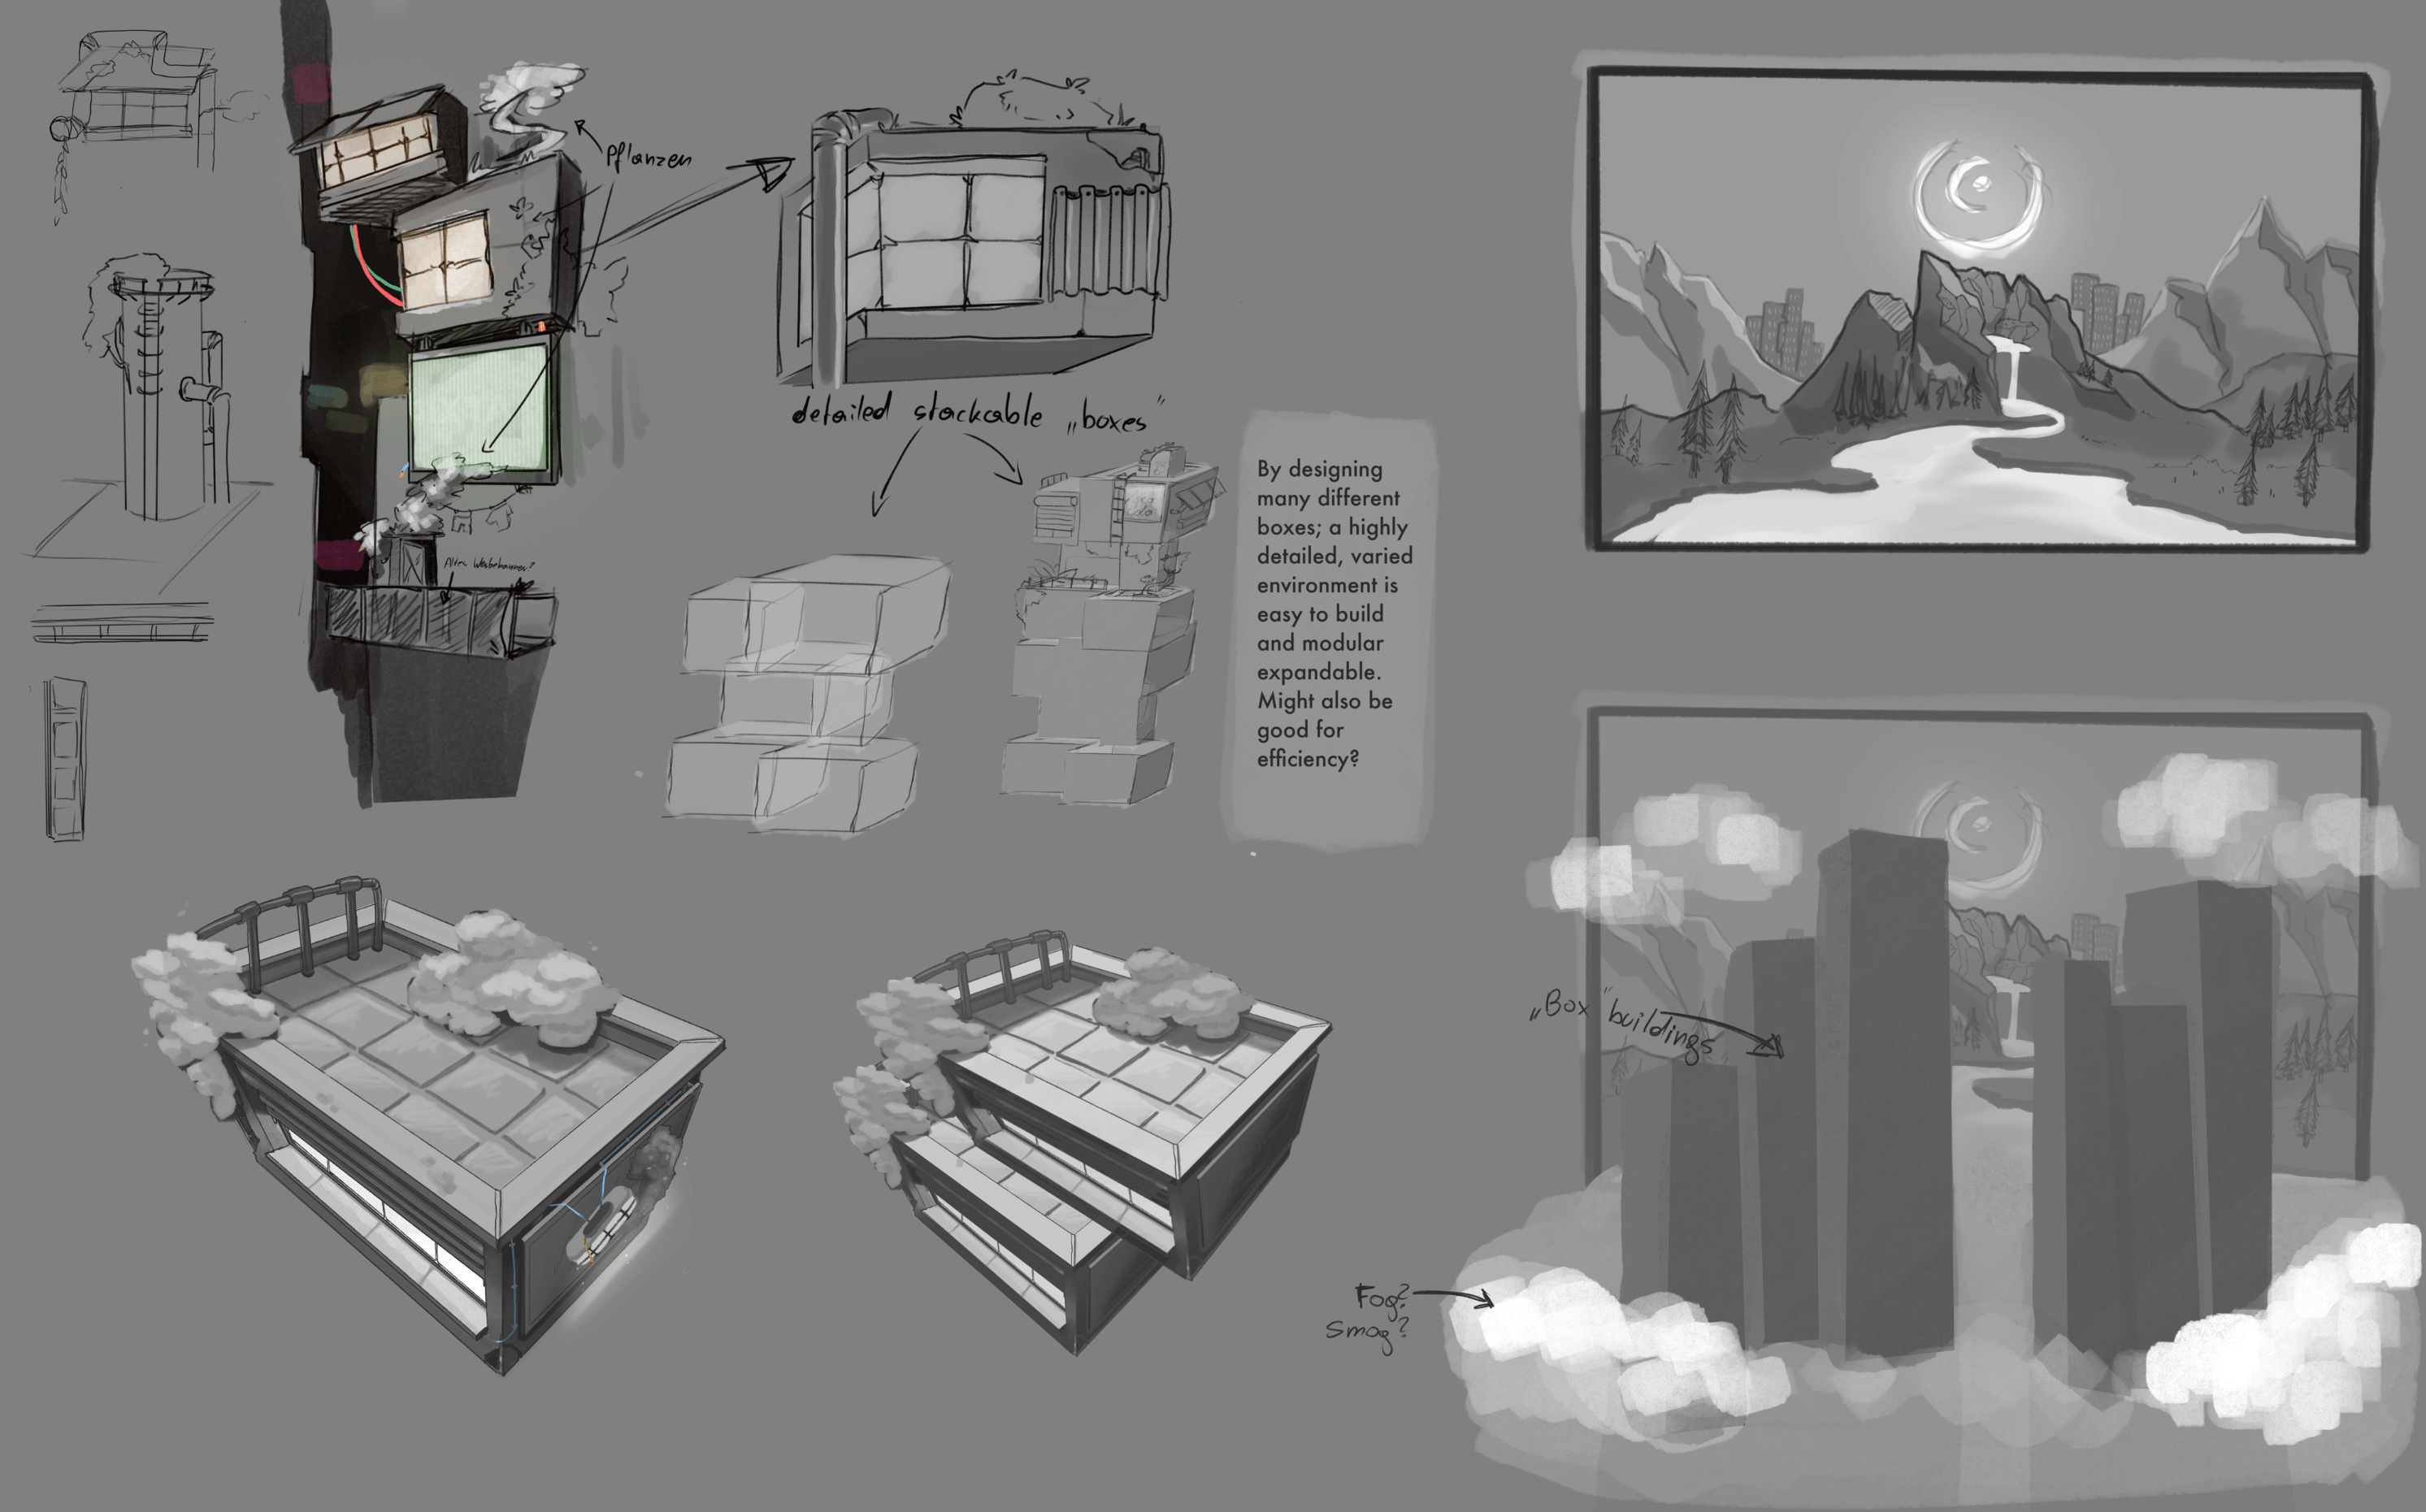 Pflanzen
detailed stackable „boxes“
By designing
many different
boxes; a highly
detailed, varied
environment is
easy to build
and modular
expandable.
Might also be
good for
efficiency?
Altes
„Box“ buildings
Fog?
Smog?